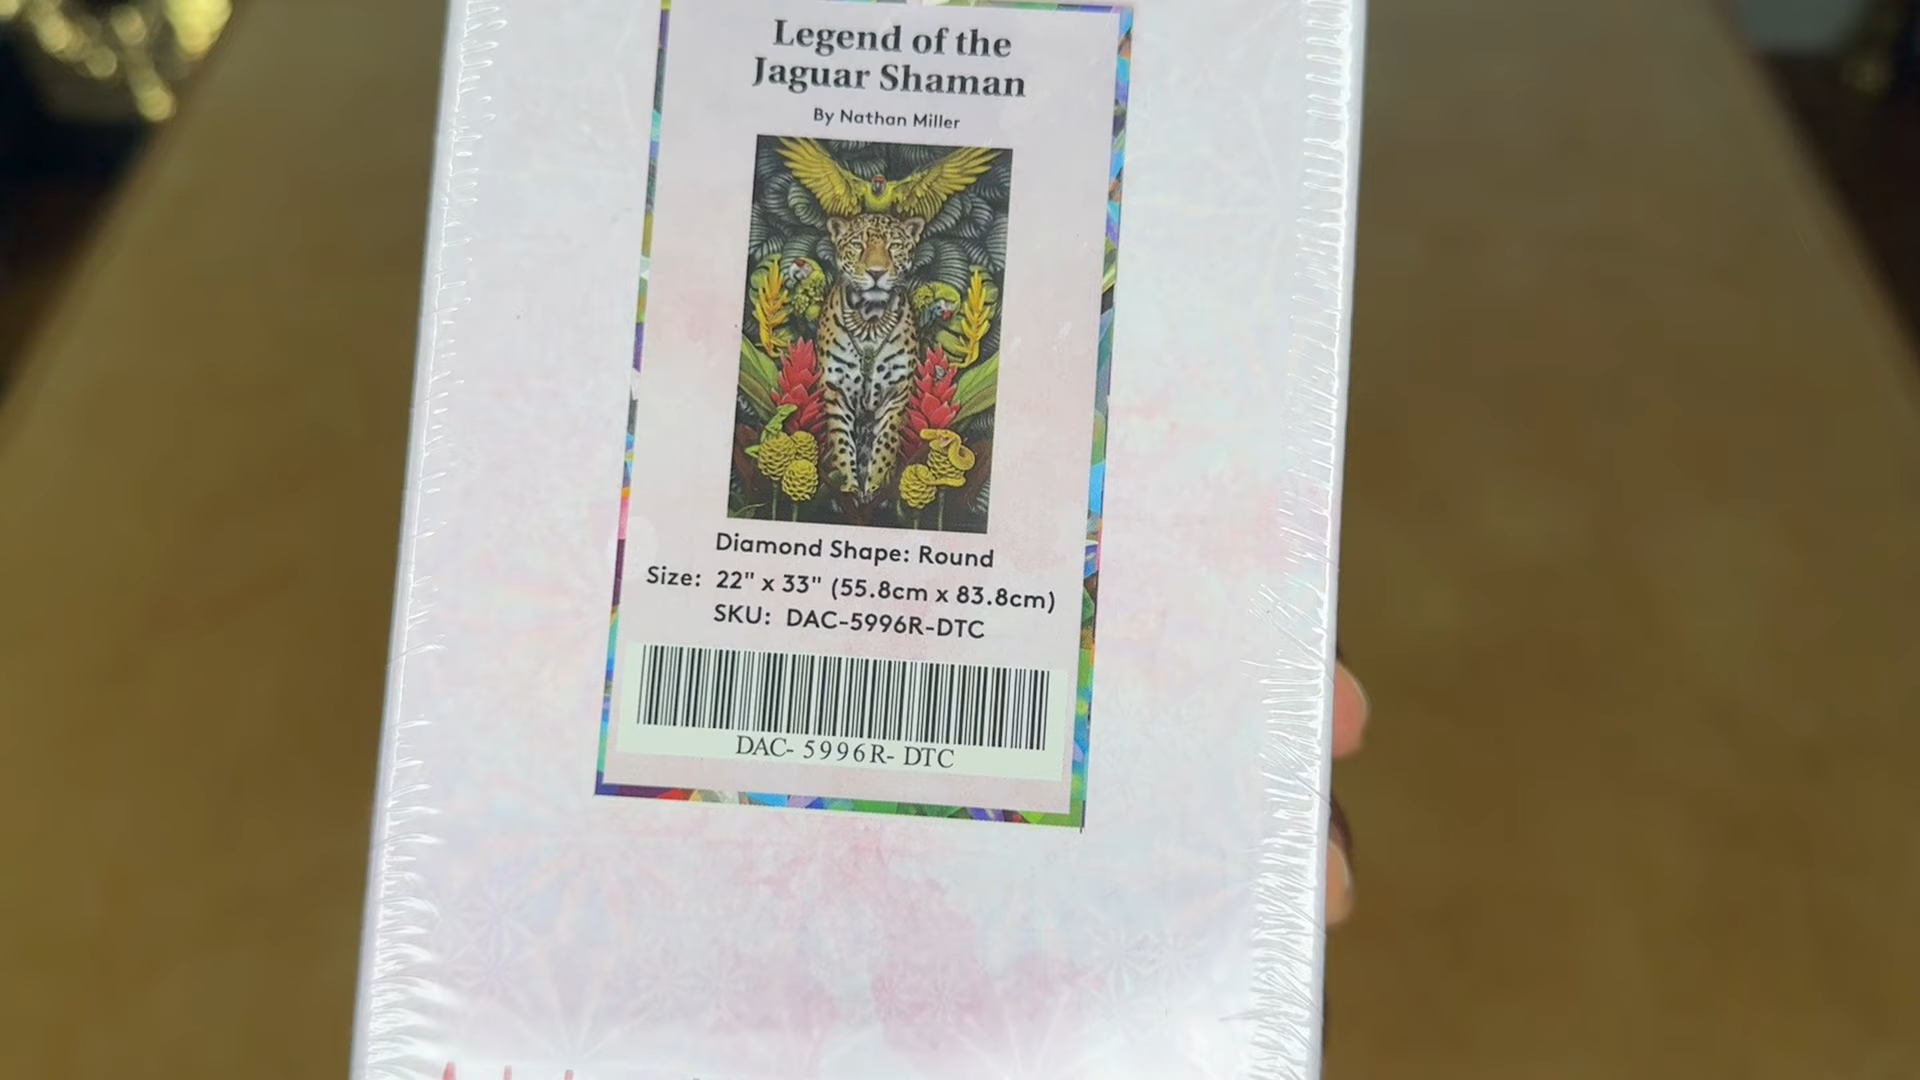 Legend of the
Jaguar Shaman
By Nathan Miller
Diamond Shape: Round
Size: 22" x 33" (55.8cm x 83.8cm)
SKU: DAC-5996R-DTC
DAC- 5996R- DTC